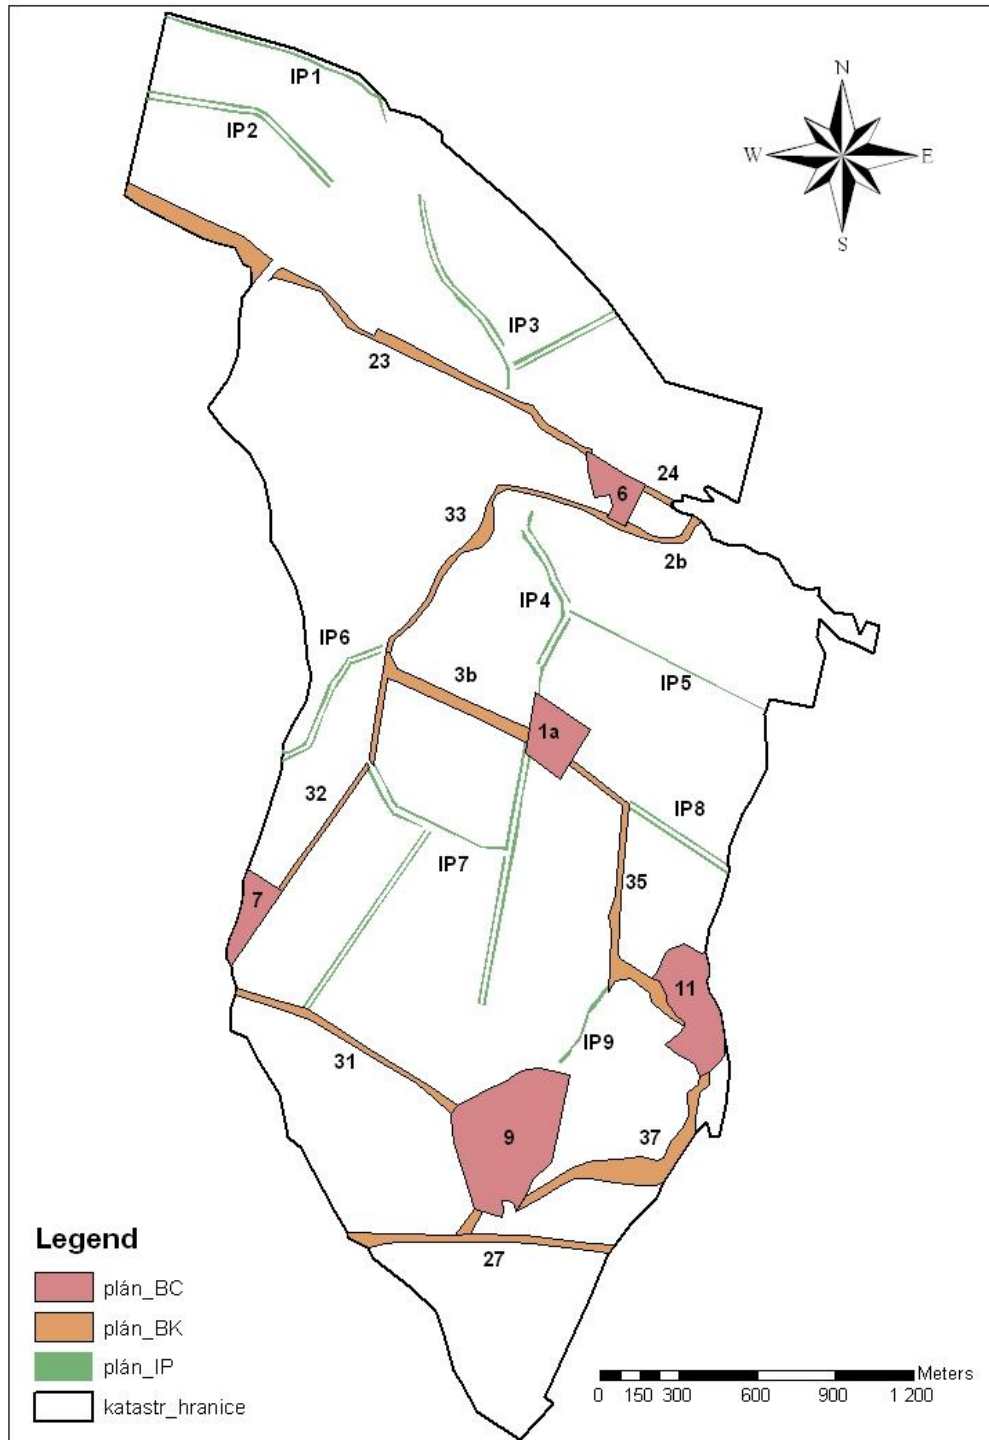 IP1
N
IP2
W E
S
IP3
23
24
6
33
2b
IP4
IP6
3b
IP5
1a
32
IP8
IP7
35
7
11
IP9
31
37
9
Legend
27
plán_BC
plán_BK
plán_IP
Meters
0 150 300 600 900 1 200
katastr_hranice